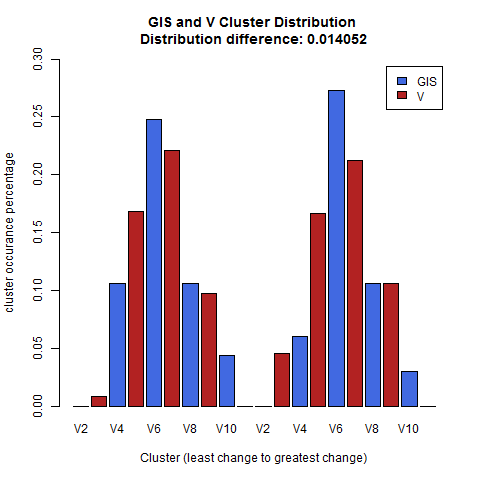 GIS and V Cluster Distribution
Distribution difference: 0.014052
GIS
V
0.30
0.25
0.20
0.15
0.10
0.05
0.00
cluster occurance percentage
V2 V4 V6 V8 V10 V2 V4 V6 V8 V10
Cluster (least change to greatest change)